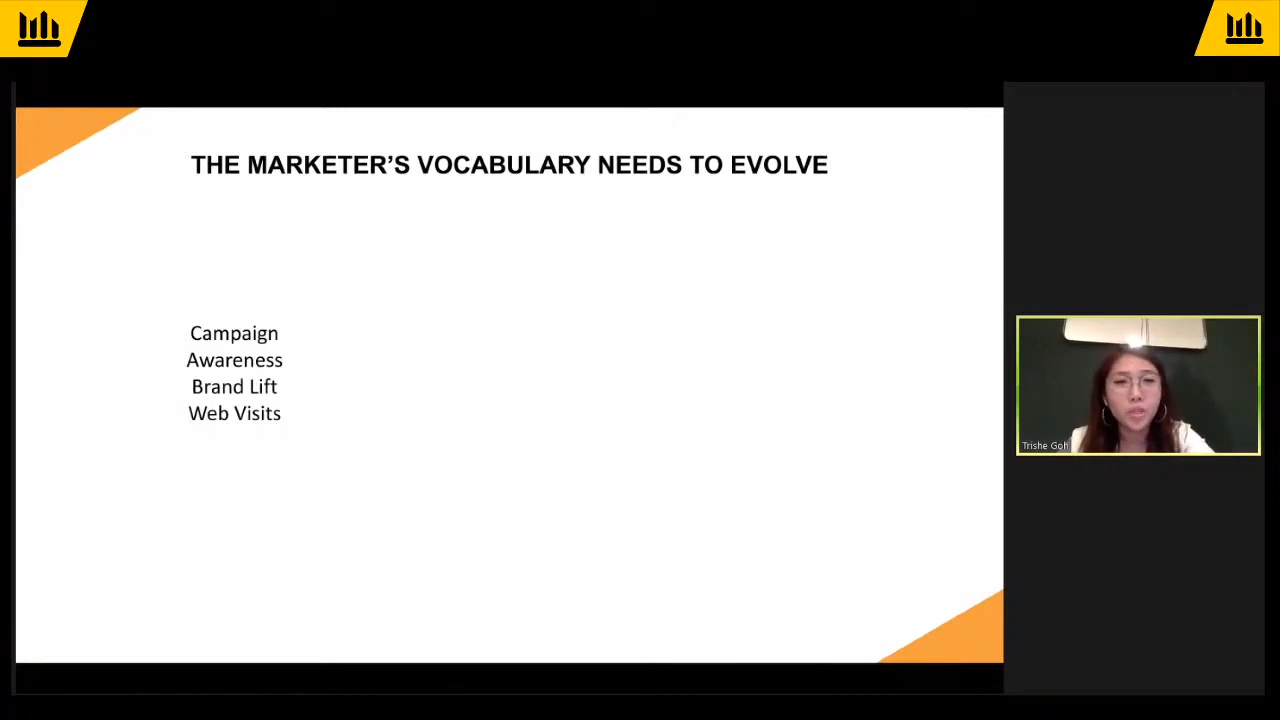 THE MARKETER’S VOCABULARY NEEDS TO EVOLVE
Campaign
Awareness
Brand Lift
Web Visits
Trishe Goh